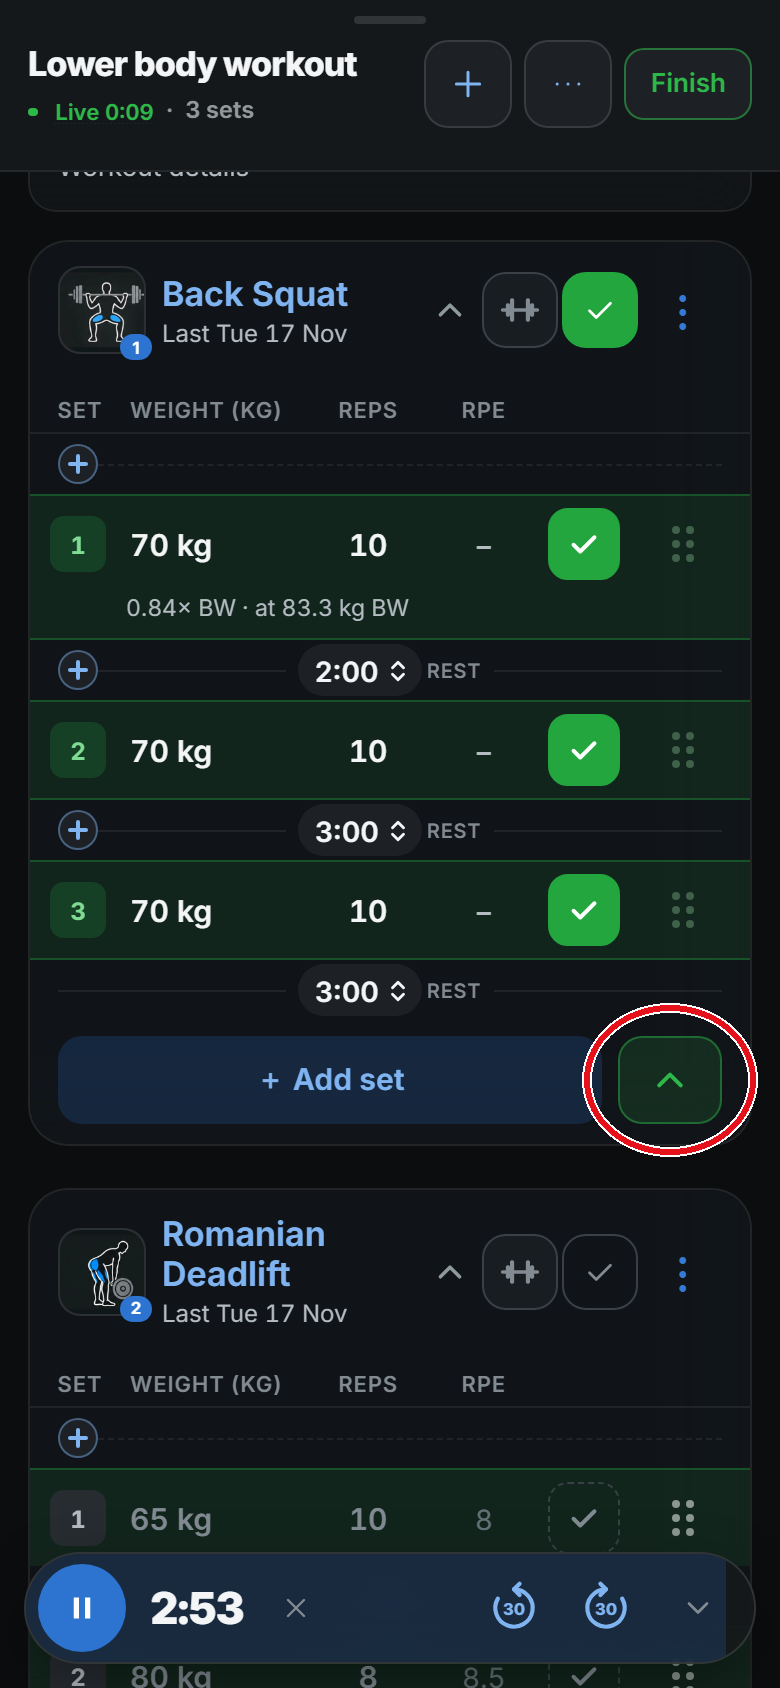 Lower body workout
Live 0:09 · 3 sets
+
...
Finish
Workout details
Back Squat
Last Tue 17 Nov
1
SET WEIGHT (KG) REPS RPE
+
1 70 kg 10 –
0.84× BW · at 83.3 kg BW
+ 2:00 REST
2 70 kg 10 –
+ 3:00 REST
3 70 kg 10 –
3:00 REST
+ Add set
Romanian
Deadlift
Last Tue 17 Nov
2
SET WEIGHT (KG) REPS RPE
+
1 65 kg 10 8
2:53 × 30 30
2 80 kg 8 8.5